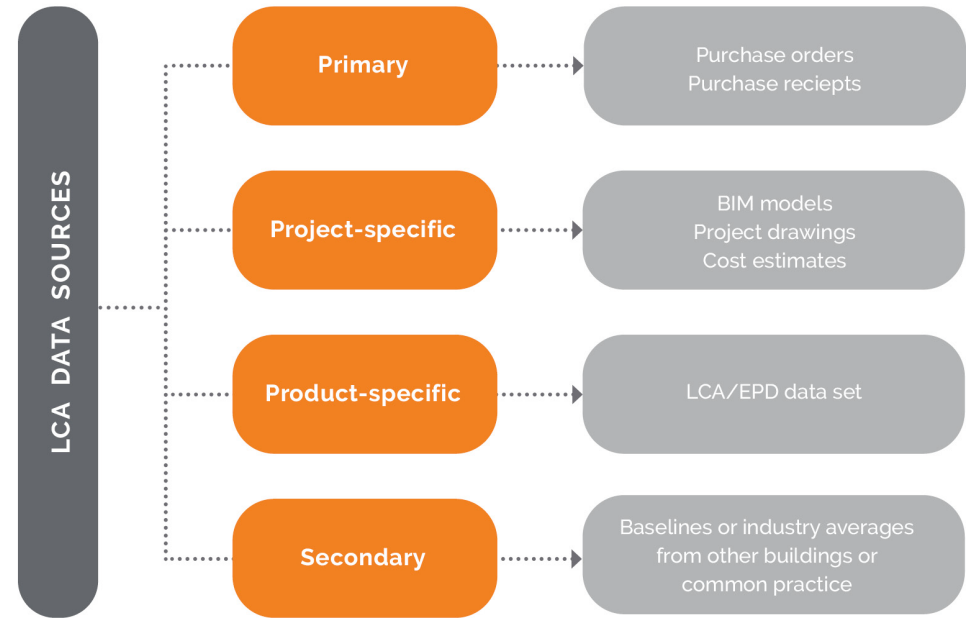 LCA DATA SOURCES
Primary
Purchase orders
Purchase reciepts
Project-specific
BIM models
Project drawings
Cost estimates
Product-specific
LCA/EPD data set
Secondary
Baselines or industry averages
from other buildings or
common practice